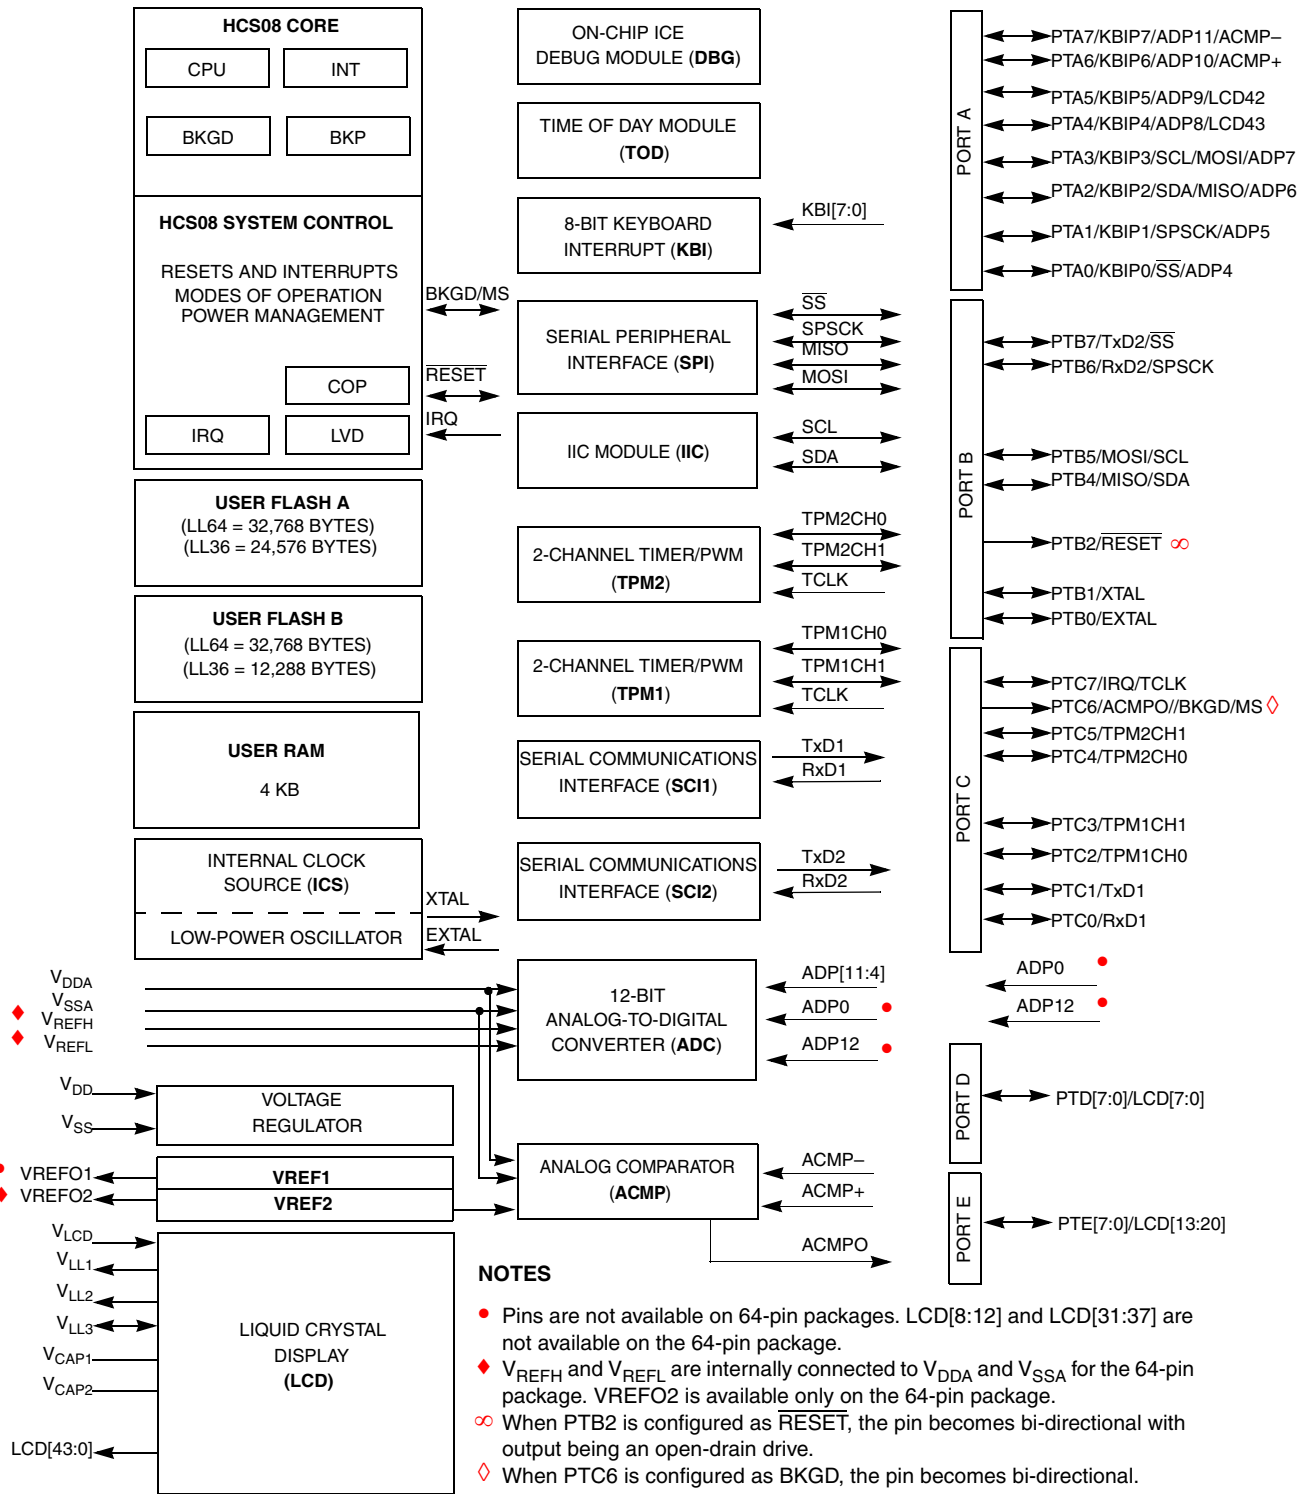 HCS08 CORE
CPU
INT
BKGD
BKP
HCS08 SYSTEM CONTROL
RESETS AND INTERRUPTS
MODES OF OPERATION
POWER MANAGEMENT
COP
IRQ
LVD
BKGD/MS
RESET
IRQ
USER FLASH A
(LL64 = 32,768 BYTES)
(LL36 = 24,576 BYTES)
USER FLASH B
(LL64 = 32,768 BYTES)
(LL36 = 12,288 BYTES)
USER RAM
4 KB
INTERNAL CLOCK
SOURCE (ICS)
LOW-POWER OSCILLATOR
XTAL
EXTAL
VDDA
VSSA
♦ VREFH
♦ VREFL
VDD
VSS
VOLTAGE
REGULATOR
• VREFO1
♦ VREFO2
VREF1
VREF2
VLCD
VLL1
VLL2
VLL3
VCAP1
VCAP2
LCD[43:0]
LIQUID CRYSTAL
DISPLAY
(LCD)
ON-CHIP ICE
DEBUG MODULE (DBG)
TIME OF DAY MODULE
(TOD)
8-BIT KEYBOARD
INTERRUPT (KBI)
KBI[7:0]
SERIAL PERIPHERAL
INTERFACE (SPI)
SS
SPSCK
MISO
MOSI
IIC MODULE (IIC)
SCL
SDA
2-CHANNEL TIMER/PWM
(TPM2)
TPM2CH0
TPM2CH1
TCLK
2-CHANNEL TIMER/PWM
(TPM1)
TPM1CH0
TPM1CH1
TCLK
SERIAL COMMUNICATIONS
INTERFACE (SCI1)
TxD1
RxD1
SERIAL COMMUNICATIONS
INTERFACE (SCI2)
TxD2
RxD2
12-BIT
ANALOG-TO-DIGITAL
CONVERTER (ADC)
ADP[11:4]
ADP0 •
ADP12 •
ANALOG COMPARATOR
(ACMP)
ACMP–
ACMP+
ACMPO
PORT A
PTA7/KBIP7/ADP11/ACMP–
PTA6/KBIP6/ADP10/ACMP+
PTA5/KBIP5/ADP9/LCD42
PTA4/KBIP4/ADP8/LCD43
PTA3/KBIP3/SCL/MOSI/ADP7
PTA2/KBIP2/SDA/MISO/ADP6
PTA1/KBIP1/SPSCK/ADP5
PTA0/KBIP0/SS/ADP4
PORT B
PTB7/TxD2/SS
PTB6/RxD2/SPSCK
PTB5/MOSI/SCL
PTB4/MISO/SDA
PTB2/RESET ∞
PTB1/XTAL
PTB0/EXTAL
PORT C
PTC7/IRQ/TCLK
PTC6/ACMPO//BKGD/MS ◊
PTC5/TPM2CH1
PTC4/TPM2CH0
PTC3/TPM1CH1
PTC2/TPM1CH0
PTC1/TxD1
PTC0/RxD1
ADP0 •
ADP12 •
PORT D
PTD[7:0]/LCD[7:0]
PORT E
PTE[7:0]/LCD[13:20]
NOTES
• Pins are not available on 64-pin packages. LCD[8:12] and LCD[31:37] are
not available on the 64-pin package.
♦ VREFH and VREFL are internally connected to VDDA and VSSA for the 64-pin
package. VREFO2 is available only on the 64-pin package.
∞ When PTB2 is configured as RESET, the pin becomes bi-directional with
output being an open-drain drive.
◊ When PTC6 is configured as BKGD, the pin becomes bi-directional.